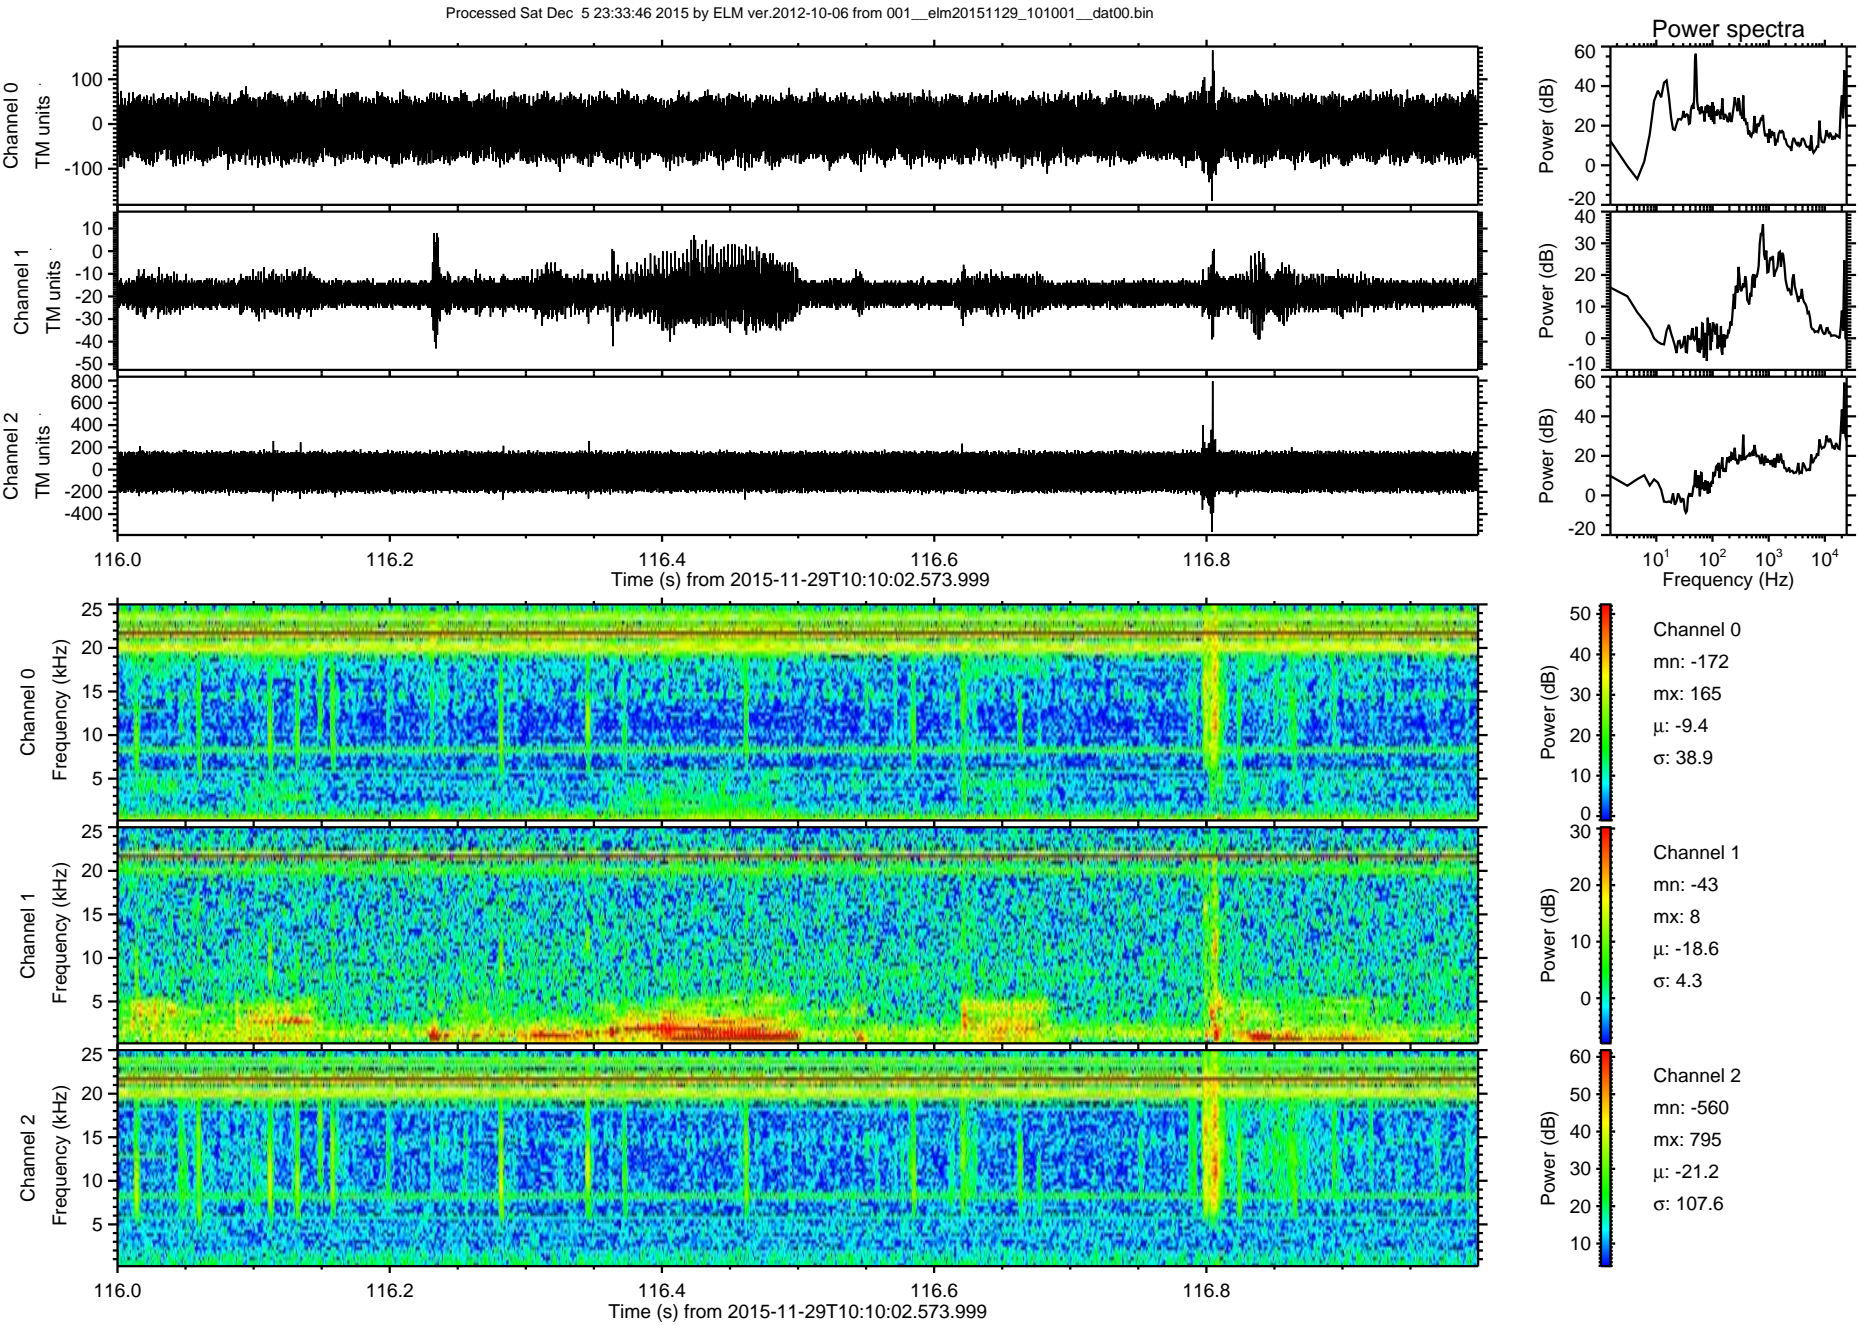 Processed Sat Dec  5 23:33:46 2015 by ELM ver.2012-10-06 from 001__elm20151129_101001__dat00.bin
Power spectra
Channel 0
TM units
100
0
-100
Power (dB)
60
40
20
0
-20
Channel 1
TM units
10
0
-10
-20
-30
-40
-50
Power (dB)
40
30
20
10
0
-10
Channel 2
TM units
800
600
400
200
0
-200
-400
Power (dB)
60
40
20
0
-20
116.0 116.2 116.4 116.6 116.8
Time (s) from 2015-11-29T10:10:02.573.999
10^1 10^2 10^3 10^4
Frequency (Hz)
Channel 0
Frequency (kHz)
25
20
15
10
5
Power (dB)
50
40
30
20
10
0
Channel 0
mn: -172
mx: 165
μ: -9.4
σ: 38.9
Channel 1
Frequency (kHz)
25
20
15
10
5
Power (dB)
30
20
10
0
Channel 1
mn: -43
mx: 8
μ: -18.6
σ: 4.3
Channel 2
Frequency (kHz)
25
20
15
10
5
Power (dB)
60
50
40
30
20
10
Channel 2
mn: -560
mx: 795
μ: -21.2
σ: 107.6
116.0 116.2 116.4 116.6 116.8
Time (s) from 2015-11-29T10:10:02.573.999